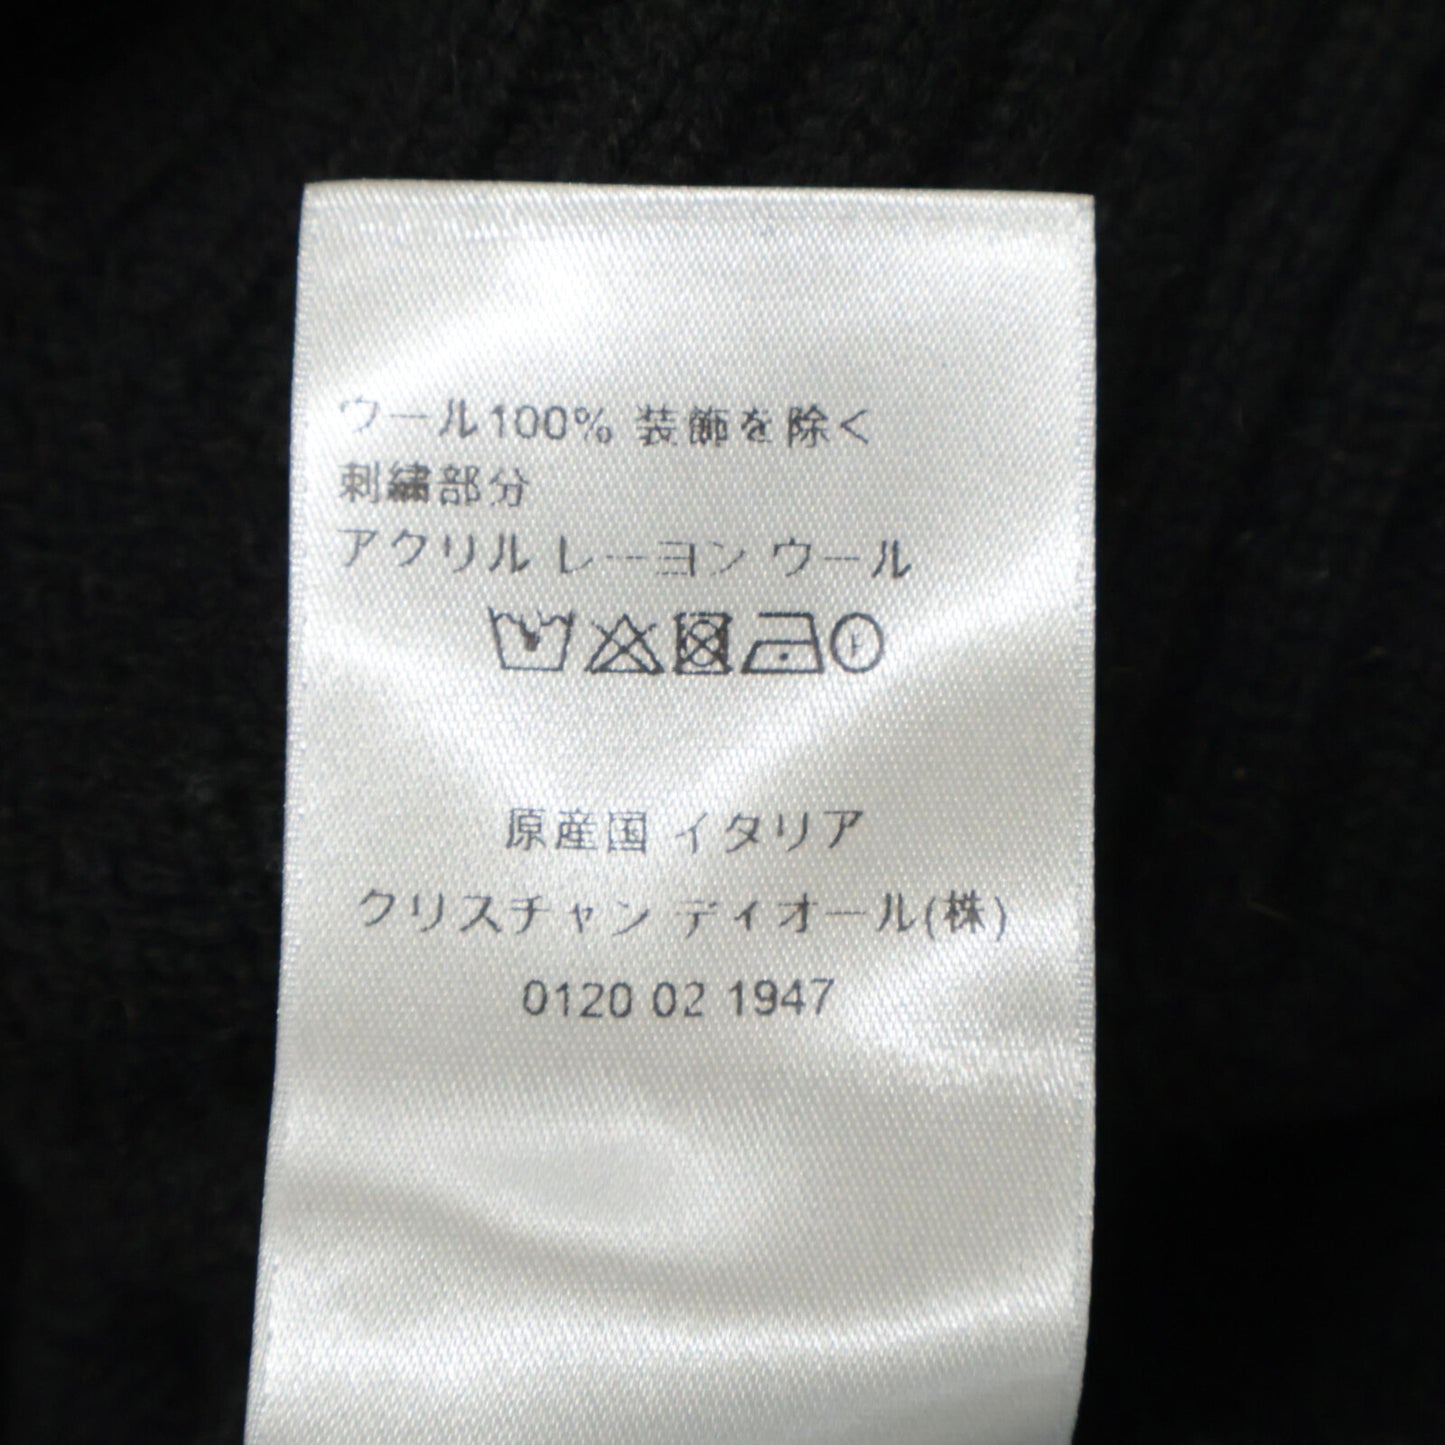 ウール100% 装飾を除く
刺繍部分
アクリル レーヨン ウール
F
原産国 イタリア
クリスチャン ディオール(株)
0120 02 1947